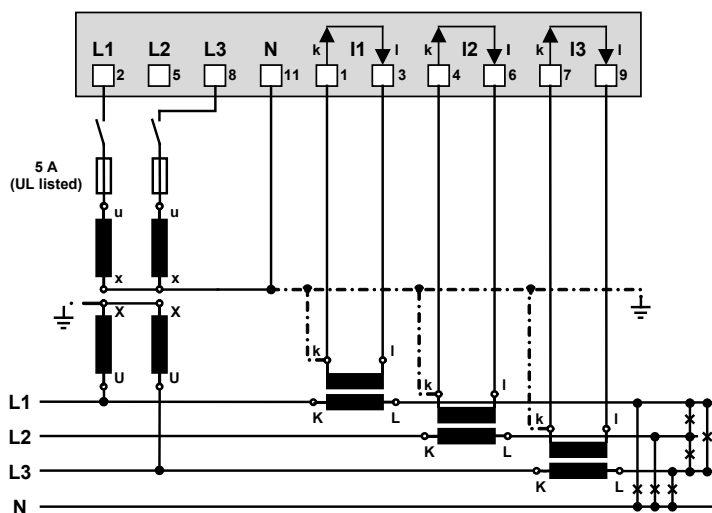 k I1 l k I2 l k I3 l
L1 L2 L3 N
2 5 8 11 1 3 4 6 7 9
5 A
(UL listed)
u u
x x
X X
k l
U U
k l
L1 K L
k l
L2 K L
L3 K L
N